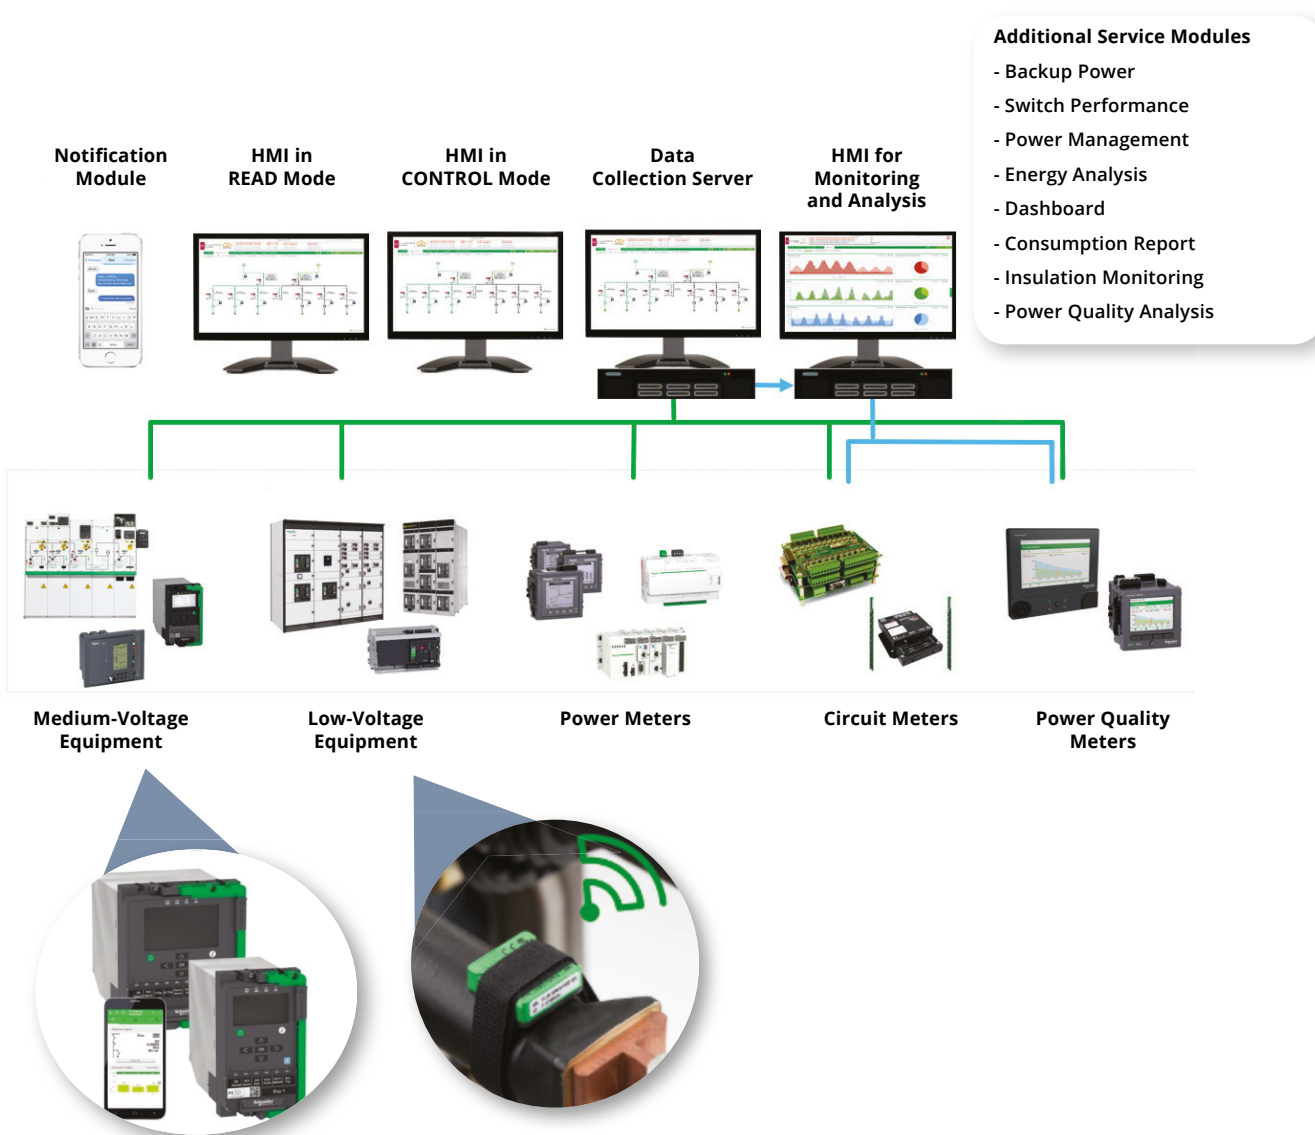 Additional Service Modules
- Backup Power
- Switch Performance
- Power Management
- Energy Analysis
- Dashboard
- Consumption Report
- Insulation Monitoring
- Power Quality Analysis
Notification
Module
HMI in
READ Mode
HMI in
CONTROL Mode
Data
Collection Server
HMI for
Monitoring
and Analysis
Medium-Voltage
Equipment
Low-Voltage
Equipment
Power Meters
Circuit Meters
Power Quality
Meters